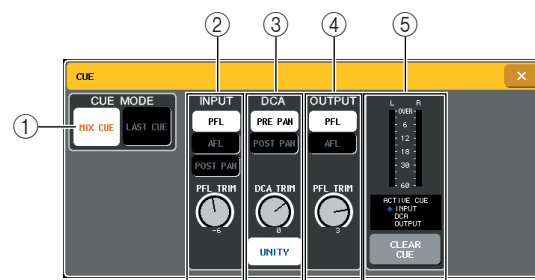 ② ③ ④ ⑤
CUE ×
CUE MODE
INPUT DCA OUTPUT
L R
①
MIX CUE LAST CUE
PFL PRE PAN PFL
AFL POST PAN AFL
POST PAN
OVER
6
12
18
30
60
PFL TRIM DCA TRIM PFL TRIM
-6 0 3
UNITY
ACTIVE CUE
INPUT
DCA
OUTPUT
CLEAR
CUE